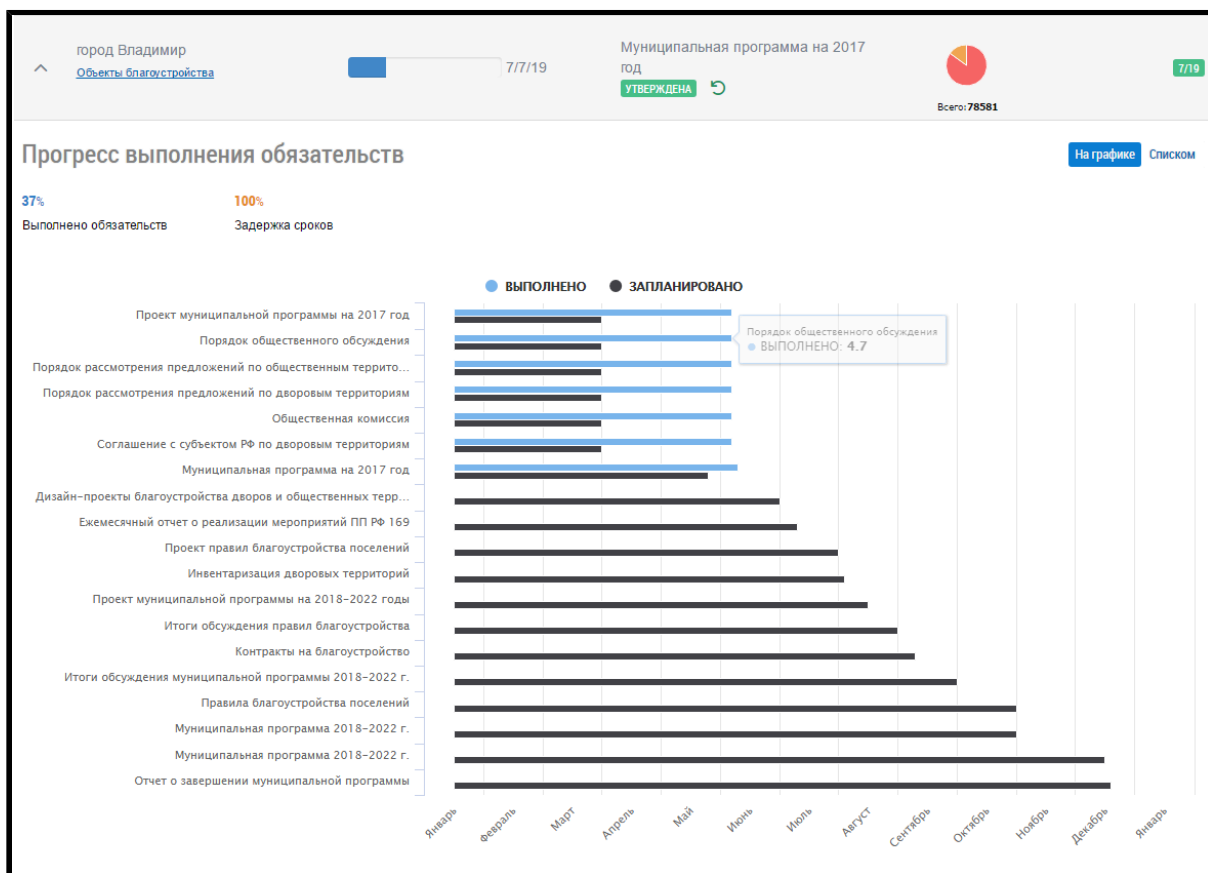 город Владимир
Объекты благоустройства
7/7/19
Муниципальная программа на 2017
год
УТВЕРЖДЕНА
Всего:78581
7/19
Прогресс выполнения обязательств
На графике Списком
37% 100%
Выполнено обязательств Задержка сроков
ВЫПОЛНЕНО ЗАПЛАНИРОВАНО
Проект муниципальной программы на 2017 год
Порядок общественного обсуждения
Порядок общественного обсуждения
ВЫПОЛНЕНО: 4.7
Порядок рассмотрения предложений по общественным террито...
Порядок рассмотрения предложений по дворовым территориям
Общественная комиссия
Соглашение с субъектом РФ по дворовым территориям
Муниципальная программа на 2017 год
Дизайн-проекты благоустройства дворов и общественных терр...
Ежемесячный отчет о реализации мероприятий ПП РФ 169
Проект правил благоустройства поселений
Инвентаризация дворовых территорий
Проект муниципальной программы на 2018-2022 годы
Итоги обсуждения правил благоустройства
Контракты на благоустройство
Итоги обсуждения муниципальной программы 2018-2022 г.
Правила благоустройства поселений
Муниципальная программа 2018-2022 г.
Муниципальная программа 2018-2022 г.
Отчет о завершении муниципальной программы
Январь Февраль Март Апрель Май Июнь Июль Август Сентябрь Октябрь Ноябрь Декабрь Январь